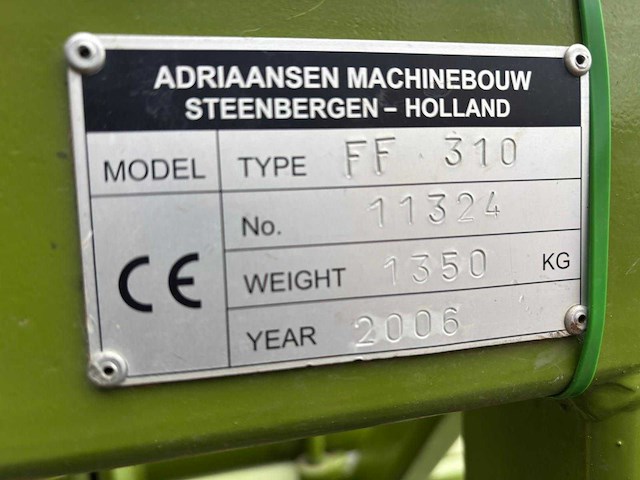 ADRIAANSEN MACHINEBOUW
STEENBERGEN – HOLLAND
MODEL TYPE FF 310
No. 11324
CE
WEIGHT 1350 KG
YEAR 2006